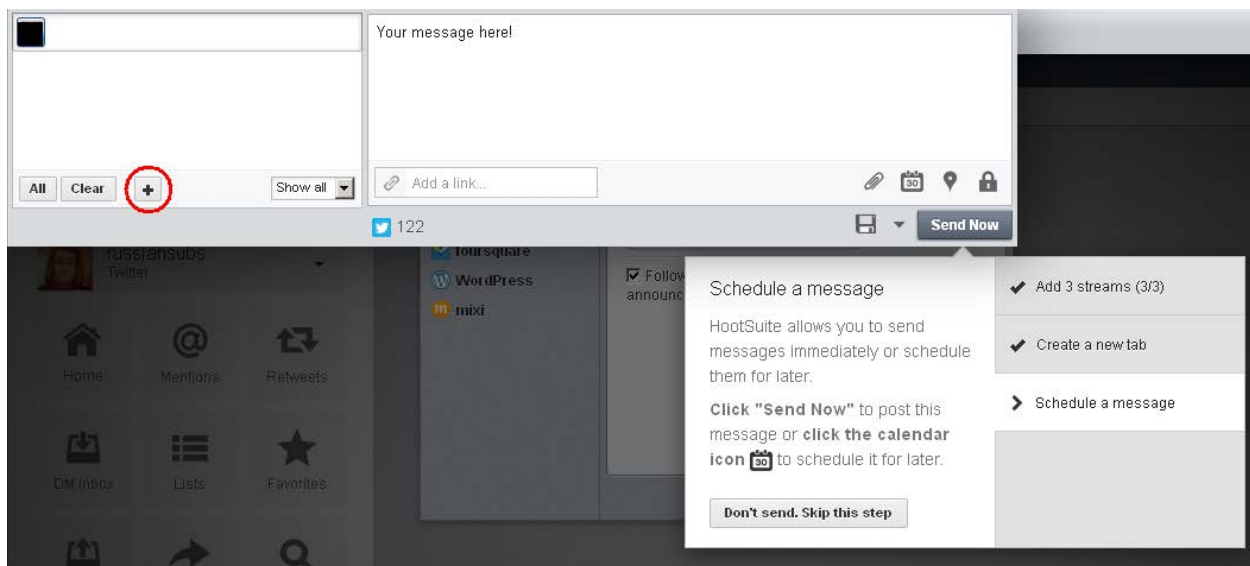 Your message here!
All
Clear
Show all
Add a link...
30
122
Send Now
russiansubs
Twitter
Home
Mentions
Retweets
DM Inbox
Lists
Favorites
foursquare
WordPress
mixi
Follow
announc
Schedule a message
HootSuite allows you to send
messages immediately or schedule
them for later.
Click "Send Now" to post this
message or click the calendar
icon 30 to schedule it for later.
Don't send. Skip this step
Add 3 streams (3/3)
Create a new tab
Schedule a message